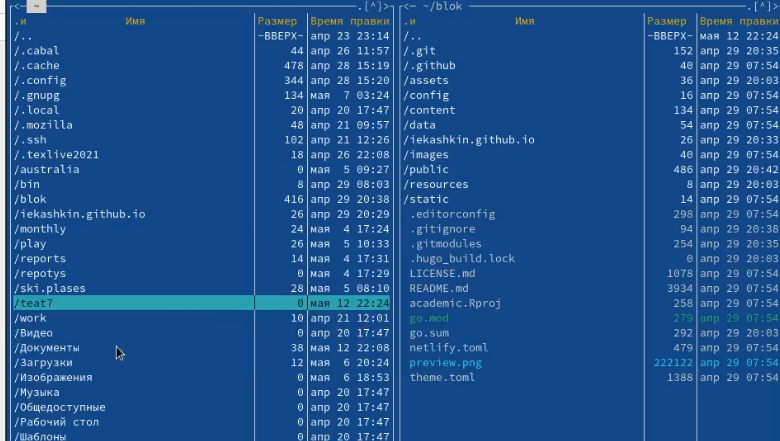 ~ .[^]>
.и Имя Размер Время правки
/.. -ВВЕРХ- апр 23 23:14
/.cabal 44 апр 26 11:57
/.cache 478 апр 28 15:19
/.config 344 апр 28 15:20
/.gnupg 134 мая 7 03:24
/.local 20 апр 20 17:47
/.mozilla 48 апр 21 09:57
/.ssh 102 апр 21 12:26
/.texlive2021 18 апр 26 22:08
/australia 0 мая 5 09:27
/bin 8 апр 29 08:03
/blok 416 апр 29 20:38
/iekashkin.github.io 26 апр 29 20:29
/monthly 24 мая 4 17:24
/play 26 мая 5 10:33
/reports 14 мая 4 17:31
/repotys 0 мая 4 17:29
/ski.plases 28 мая 5 08:10
/teat7 0 мая 12 22:24
/work 10 апр 21 12:01
/Видео 0 апр 20 17:47
/Документы 38 мая 12 22:08
/Загрузки 12 мая 6 20:24
/Изображения 0 мая 6 18:53
/Музыка 0 апр 20 17:47
/Общедоступные 0 апр 20 17:47
/Рабочий стол 0 апр 20 17:47
/Шаблоны 0 апр 20 17:47
<─ ~/blok .[^]>
.и Имя Размер Время правки
/.. -ВВЕРХ- мая 12 22:24
/.git 152 апр 29 20:35
/.github 40 апр 29 07:54
/assets 36 апр 29 20:03
/config 16 апр 29 07:54
/content 134 апр 29 07:54
/data 54 апр 29 07:54
/iekashkin.github.io 26 апр 29 20:33
/images 40 апр 29 07:54
/public 486 апр 29 20:42
/resources 8 апр 29 20:03
/static 14 апр 29 07:54
.editorconfig 298 апр 29 07:54
.gitignore 94 апр 29 20:38
.gitmodules 254 апр 29 20:35
.hugo_build.lock 0 апр 29 20:03
LICENSE.md 1078 апр 29 07:54
README.md 3934 апр 29 07:54
academic.Rproj 258 апр 29 07:54
go.mod 279 апр 29 07:54
go.sum 292 апр 29 20:03
netlify.toml 479 апр 29 07:54
preview.png 222122 апр 29 07:54
theme.toml 1388 апр 29 07:54